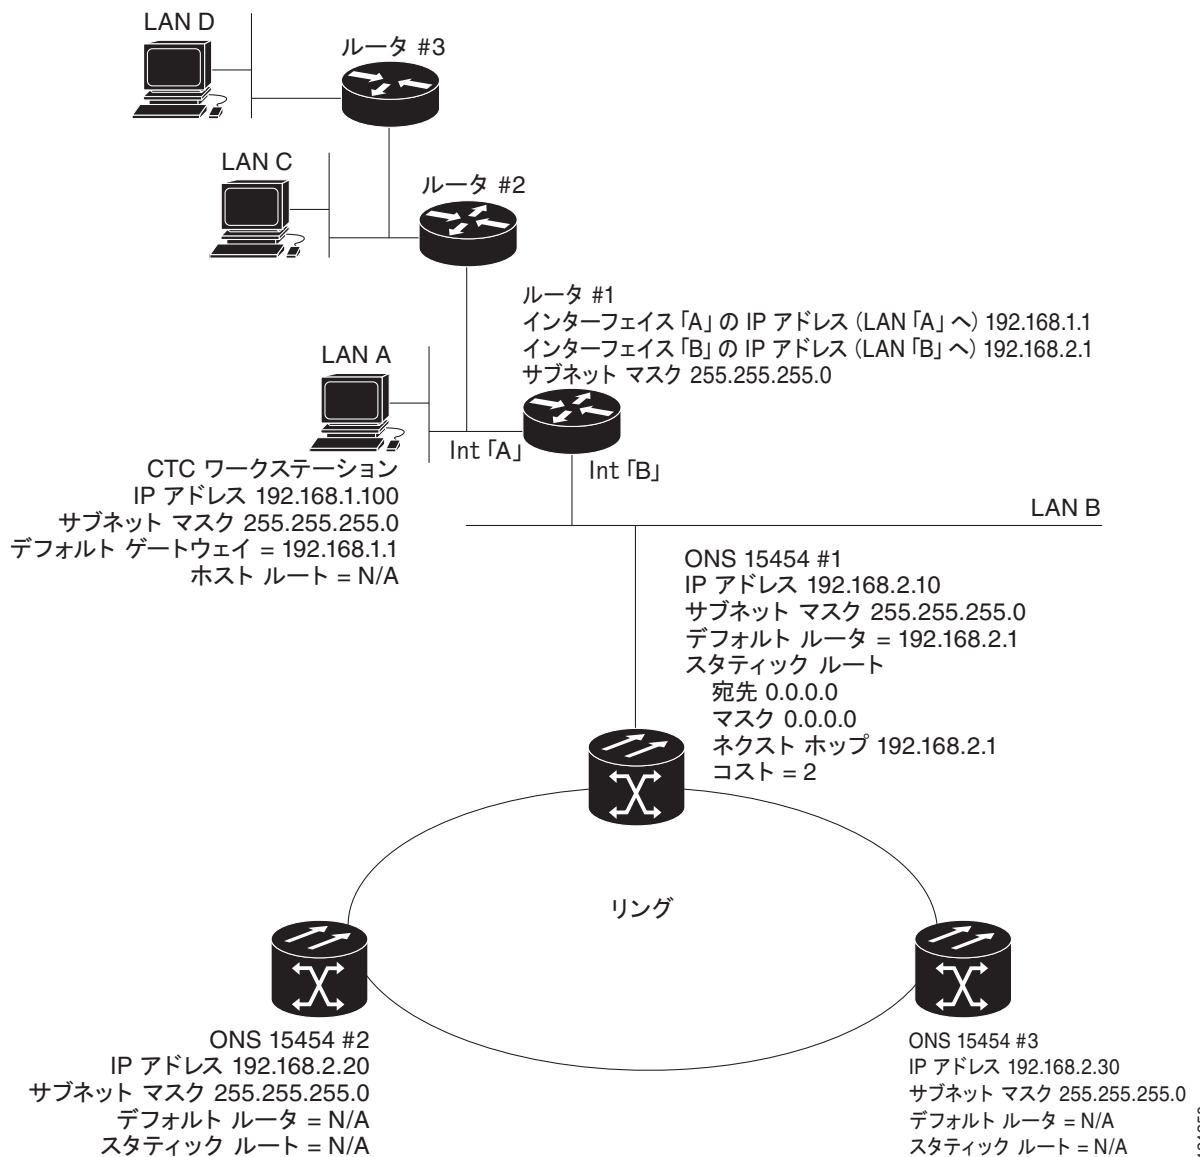 LAN D
ルータ #3
LAN C
ルータ #2
ルータ #1
インターフェイス「A」の IP アドレス (LAN「A」へ) 192.168.1.1
インターフェイス「B」の IP アドレス (LAN「B」へ) 192.168.2.1
サブネット マスク 255.255.255.0
LAN A
Int「A」
Int「B」
CTC ワークステーション
IP アドレス 192.168.1.100
サブネット マスク 255.255.255.0
デフォルト ゲートウェイ = 192.168.1.1
ホスト ルート = N/A
LAN B
ONS 15454 #1
IP アドレス 192.168.2.10
サブネット マスク 255.255.255.0
デフォルト ルータ = 192.168.2.1
スタティック ルート
宛先 0.0.0.0
マスク 0.0.0.0
ネクスト ホップ 192.168.2.1
コスト = 2
リング
ONS 15454 #2
IP アドレス 192.168.2.20
サブネット マスク 255.255.255.0
デフォルト ルータ = N/A
スタティック ルート = N/A
ONS 15454 #3
IP アドレス 192.168.2.30
サブネット マスク 255.255.255.0
デフォルト ルータ = N/A
スタティック ルート = N/A